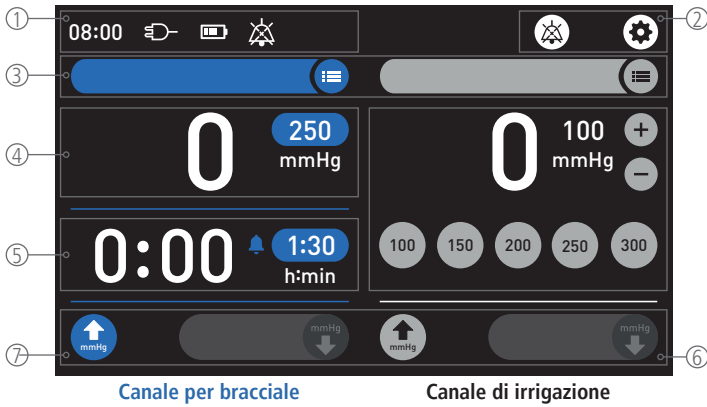 ① ②
08:00
③
④ 0 250 mmHg 0 100 mmHg + −
⑤ 0:00 1:30 h:min 100 150 200 250 300
mmHg mmHg mmHg mmHg
⑦ ⑥
Canale per bracciale Canale di irrigazione